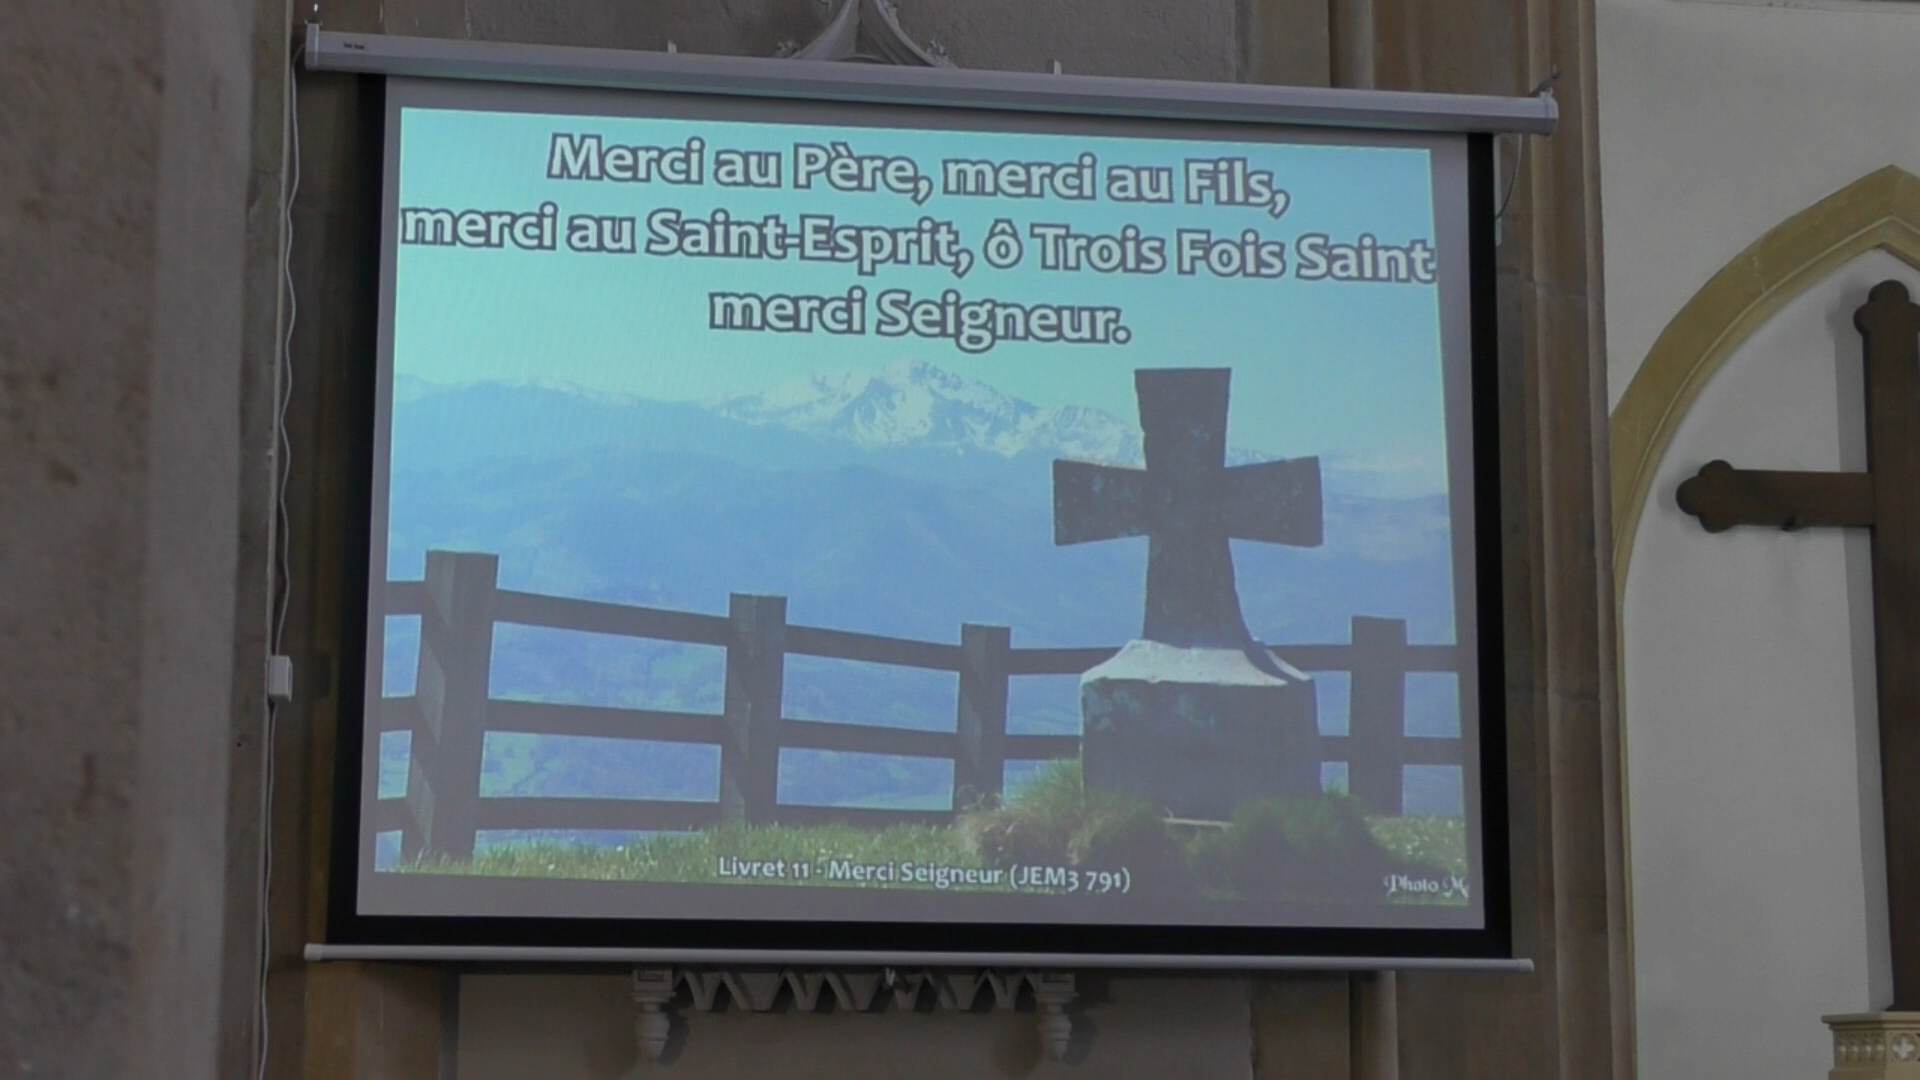 Merci au Père, merci au Fils,
merci au Saint-Esprit, ô Trois Fois Saint
merci Seigneur.
Livret 11 - Merci Seigneur (JEM3 791)
Photo M